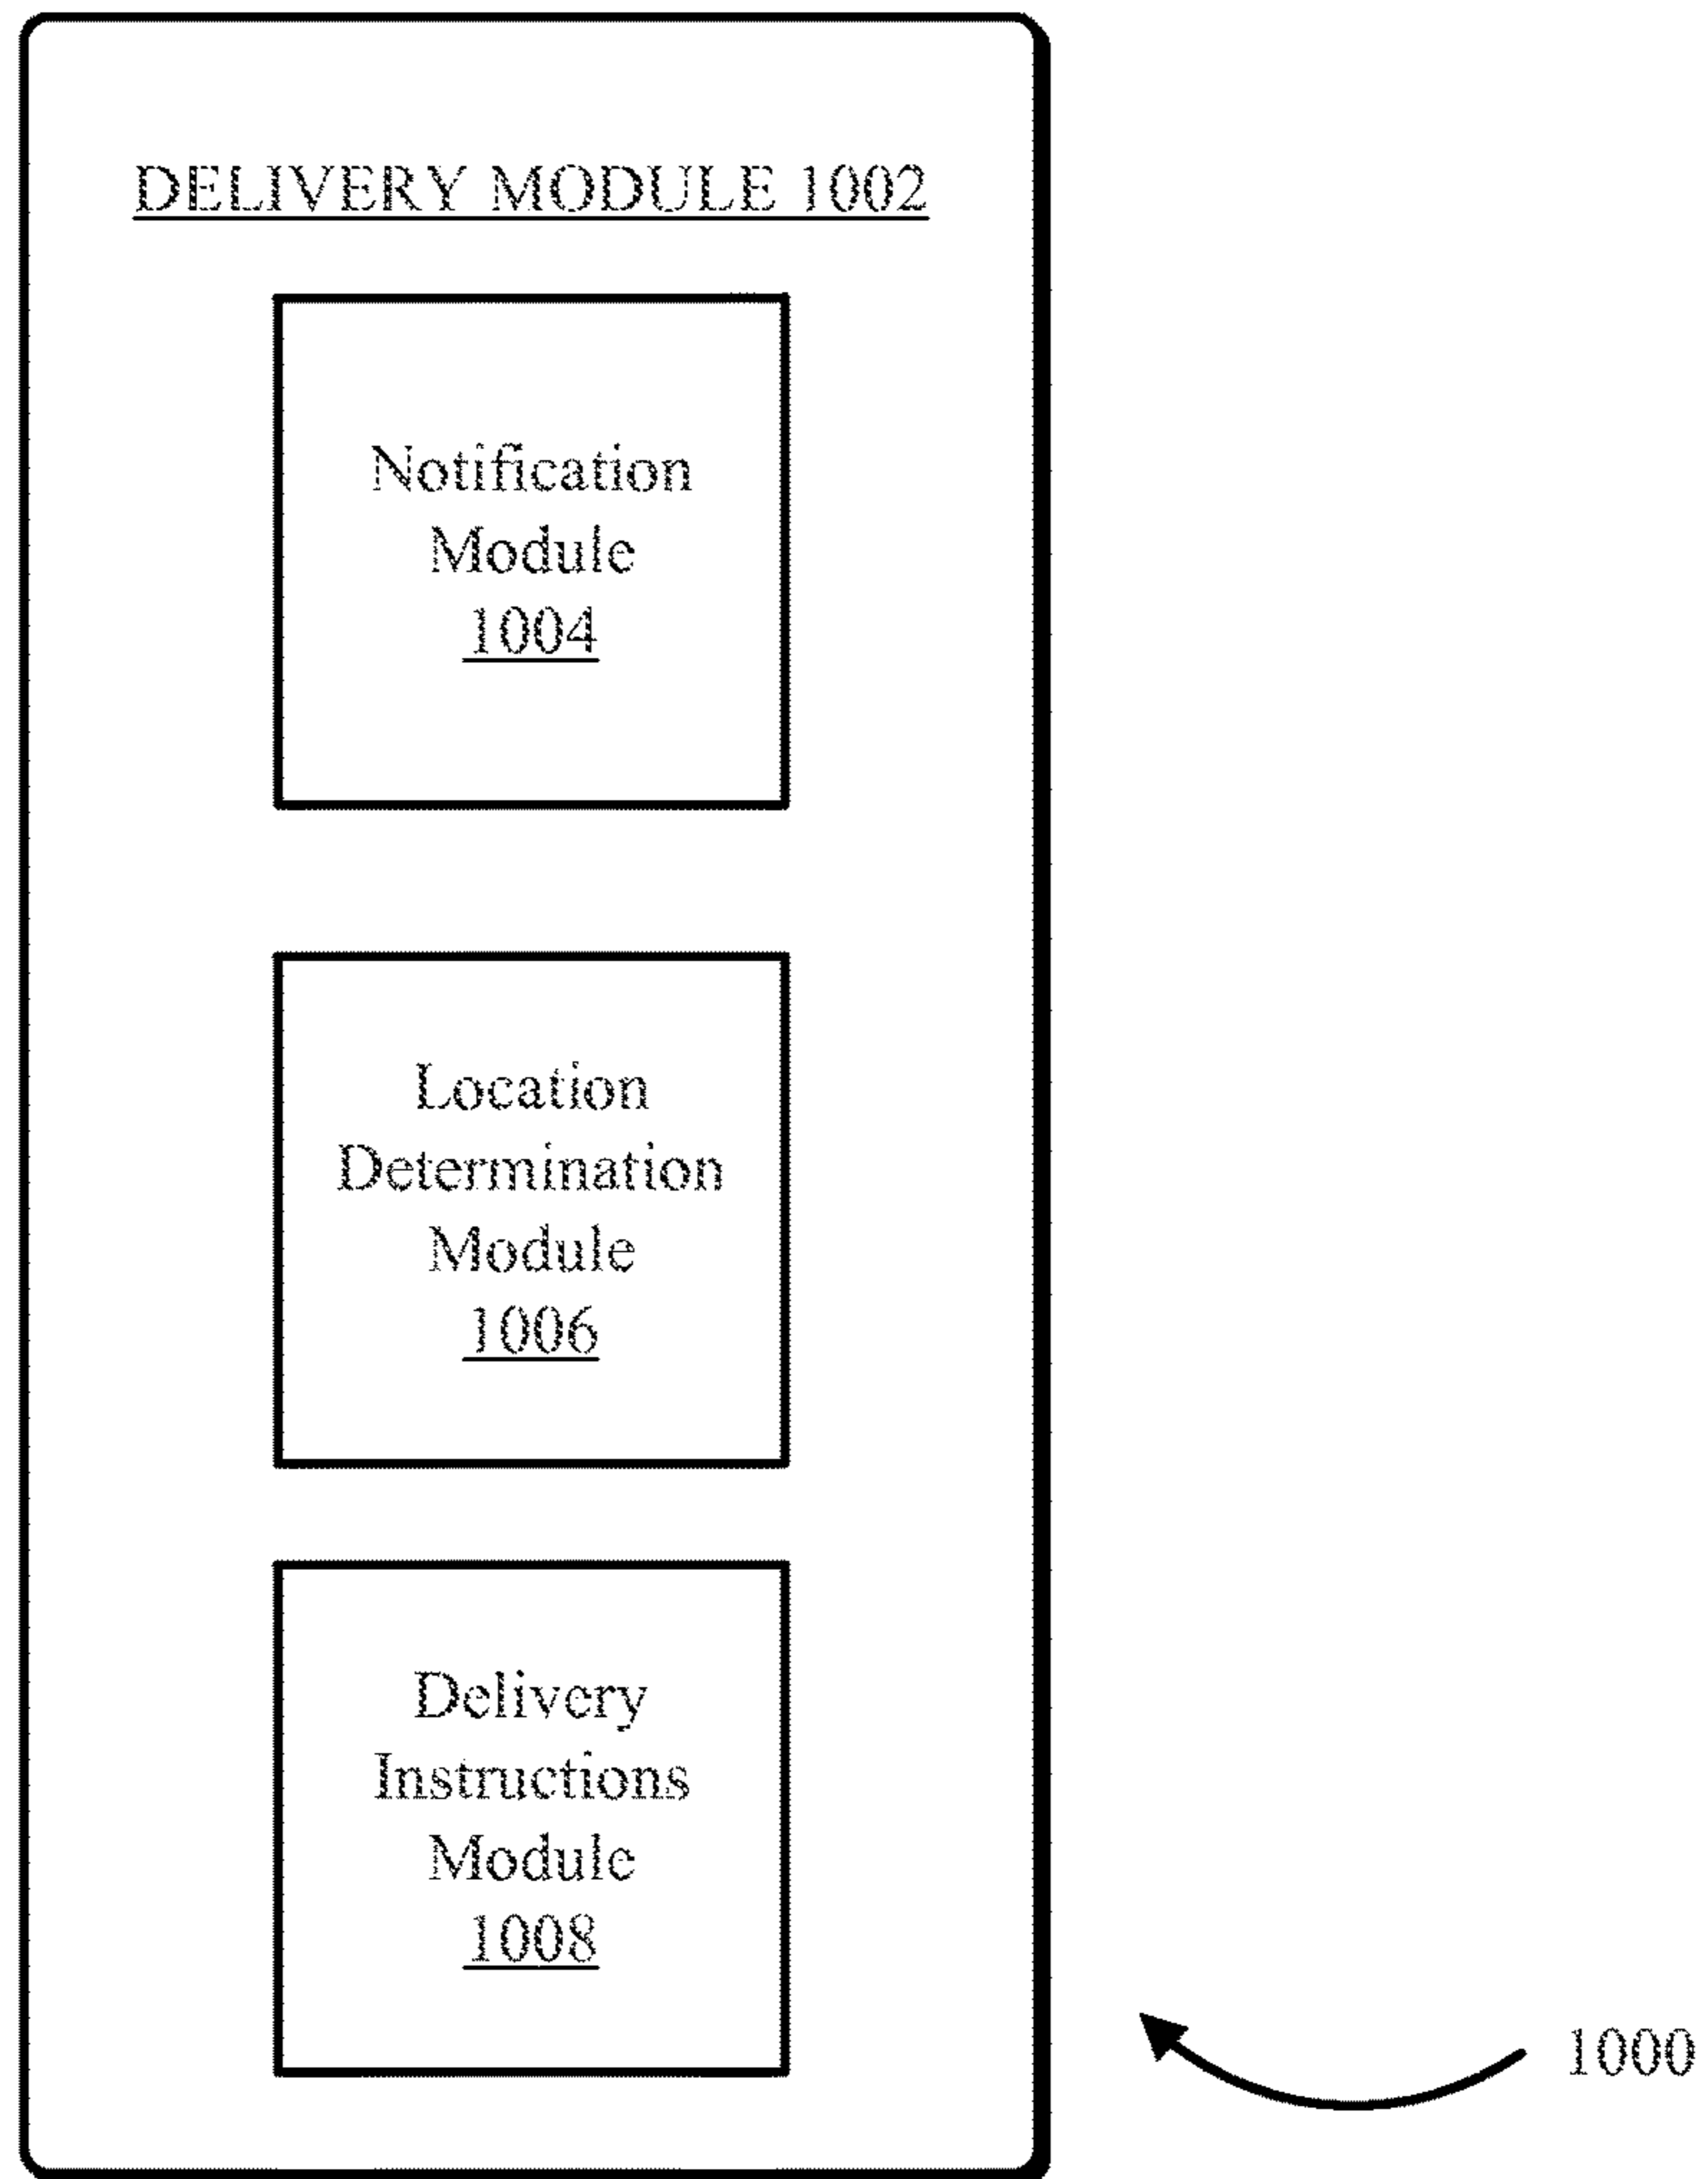 DELIVERY MODULE 1002
Notification
Module
1004
Location
Determination
Module
1006
Delivery
Instructions
Module
1008
1000